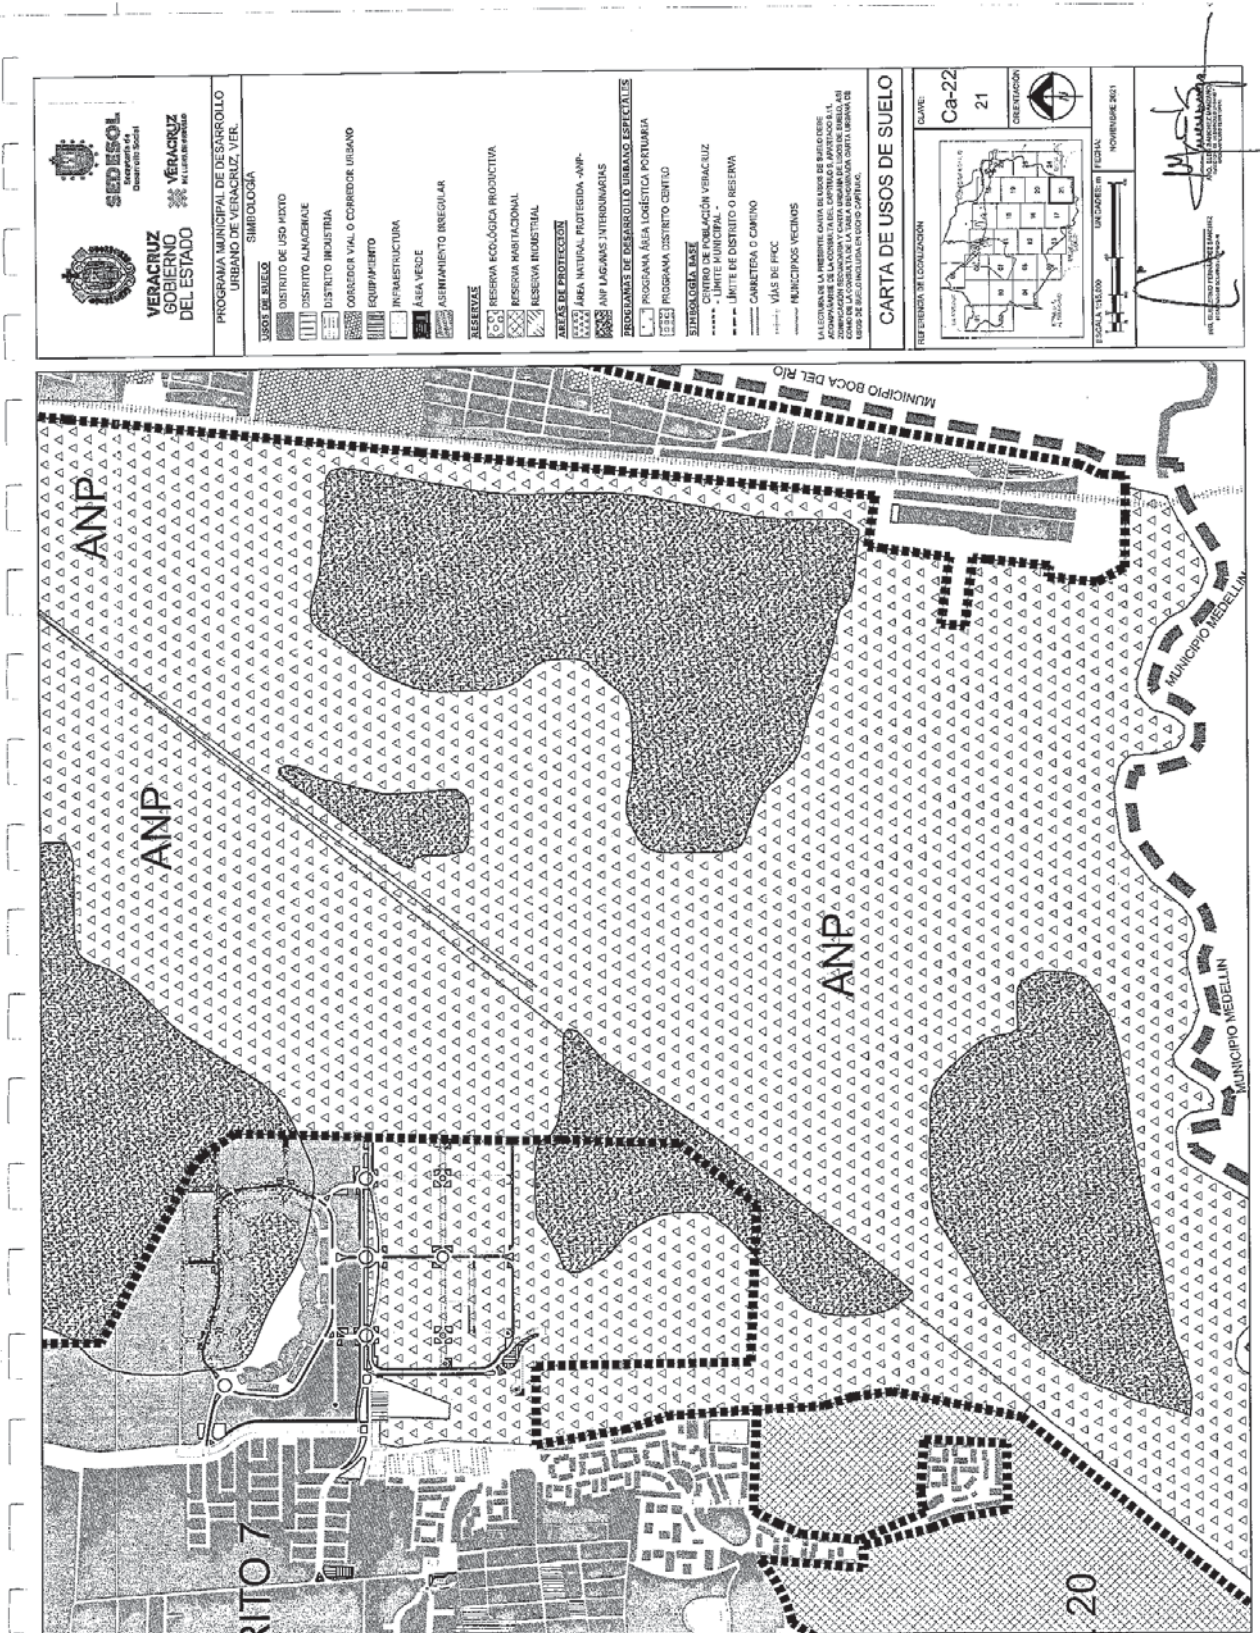 SEDESOL
Secretaría de
Desarrollo Social
VERACRUZ
GOBIERNO
DEL ESTADO
VERACRUZ
PROGRAMA MUNICIPAL DE DESARROLLO
URBANO DE VERACRUZ, VER.
SIMBOLOGÍA
USOS DE SUELO
DISTRITO DE USO MIXTO
DISTRITO ALMACENAJE
DISTRITO INDUSTRIA
CORREDOR VIAL O CORREDOR URBANO
EQUIPAMIENTO
INFRAESTRUCTURA
ÁREA VERDE
ASENTAMIENTO IRREGULAR
RESERVAS
RESERVA ECOLÓGICA PRODUCTIVA
RESERVA HABITACIONAL
RESERVA INDUSTRIAL
ÁREAS DE PROTECCIÓN
ÁREA NATURAL PROTEGIDA -ANP-
ANP LAGUNAS INTERDUNARIAS
PROGRAMAS DE DESARROLLO URBANO ESPECIALES
PROGRAMA ÁREA LOGÍSTICA PORTUARIA
PROGRAMA DISTRITO CENTRO
SIMBOLOGÍA BASE
CENTRO DE POBLACIÓN VERACRUZ
- LÍMITE MUNICIPAL -
LÍMITE DE DISTRITO O RESERVA
CARRETERA O CAMINO
VÍAS DE FFCC
MUNICIPIOS VECINOS
CARTA DE USOS DE SUELO
REFERENCIA DE LOCALIZACIÓN
CLAVE:
Ca-22
21
ORIENTACIÓN
UNIDADES: m
FECHA:
NOVIEMBRE 2021
MUNICIPIO BOCA DEL RÍO
ANP
ANP
ANP
MUNICIPIO MEDELLIN
MUNICIPIO MEDELLIN
RITO 7
20